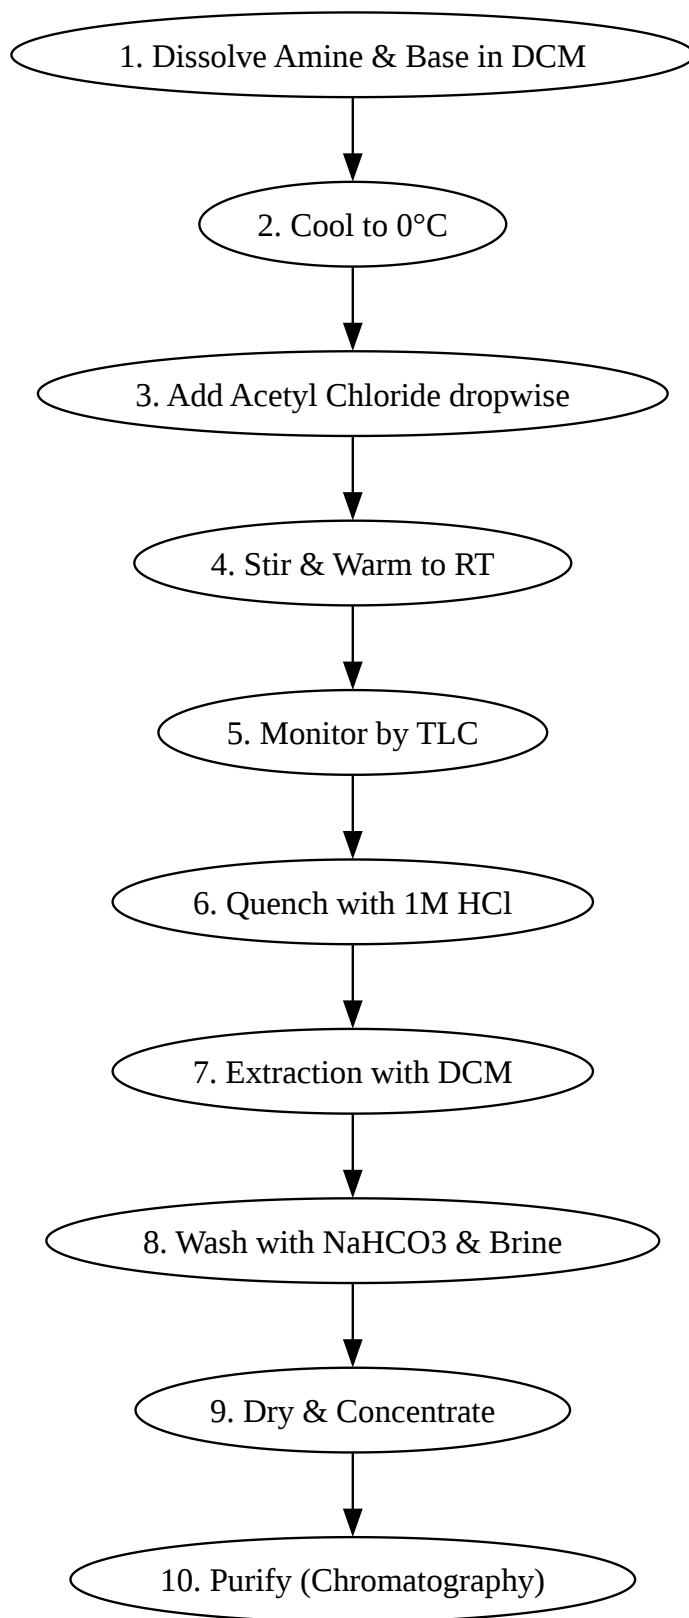 1. Dissolve Amine & Base in DCM
2. Cool to 0°C
3. Add Acetyl Chloride dropwise
4. Stir & Warm to RT
5. Monitor by TLC
6. Quench with 1M HCl
7. Extraction with DCM
8. Wash with NaHCO3 & Brine
9. Dry & Concentrate
10. Purify (Chromatography)